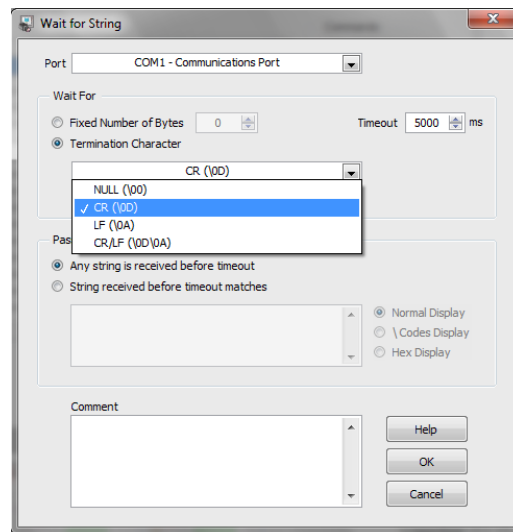 Wait for String
Port COM1 - Communications Port
Wait For
Fixed Number of Bytes 0 Timeout 5000 ms
Termination Character
CR (\0D)
NULL (\00)
✓ CR (\0D)
LF (\0A)
CR/LF (\0D\0A)
Pas
Any string is received before timeout
String received before timeout matches
Normal Display
\ Codes Display
Hex Display
Comment
Help
OK
Cancel